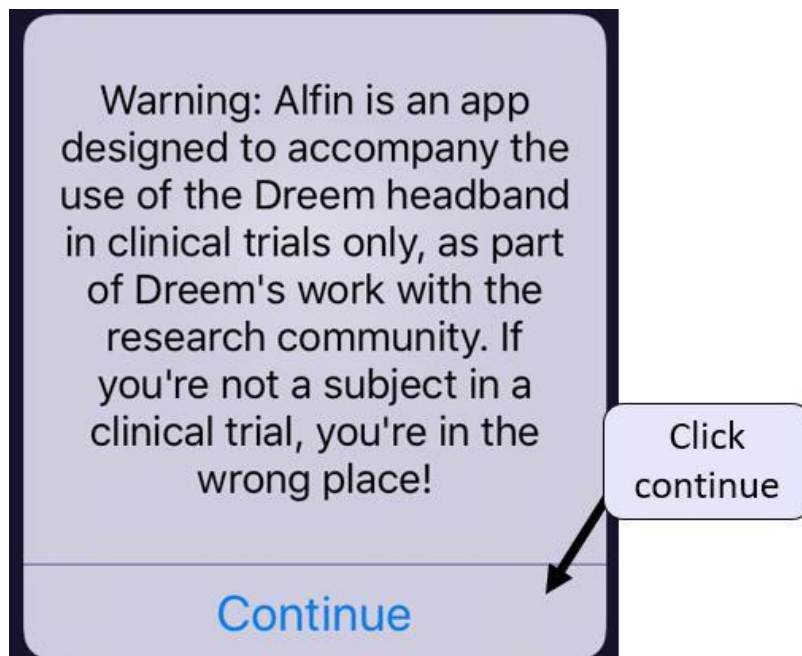 Warning: Alfin is an app
designed to accompany the
use of the Dreem headband
in clinical trials only, as part
of Dreem's work with the
research community. If
you're not a subject in a
clinical trial, you're in the
wrong place!
Click
continue
Continue